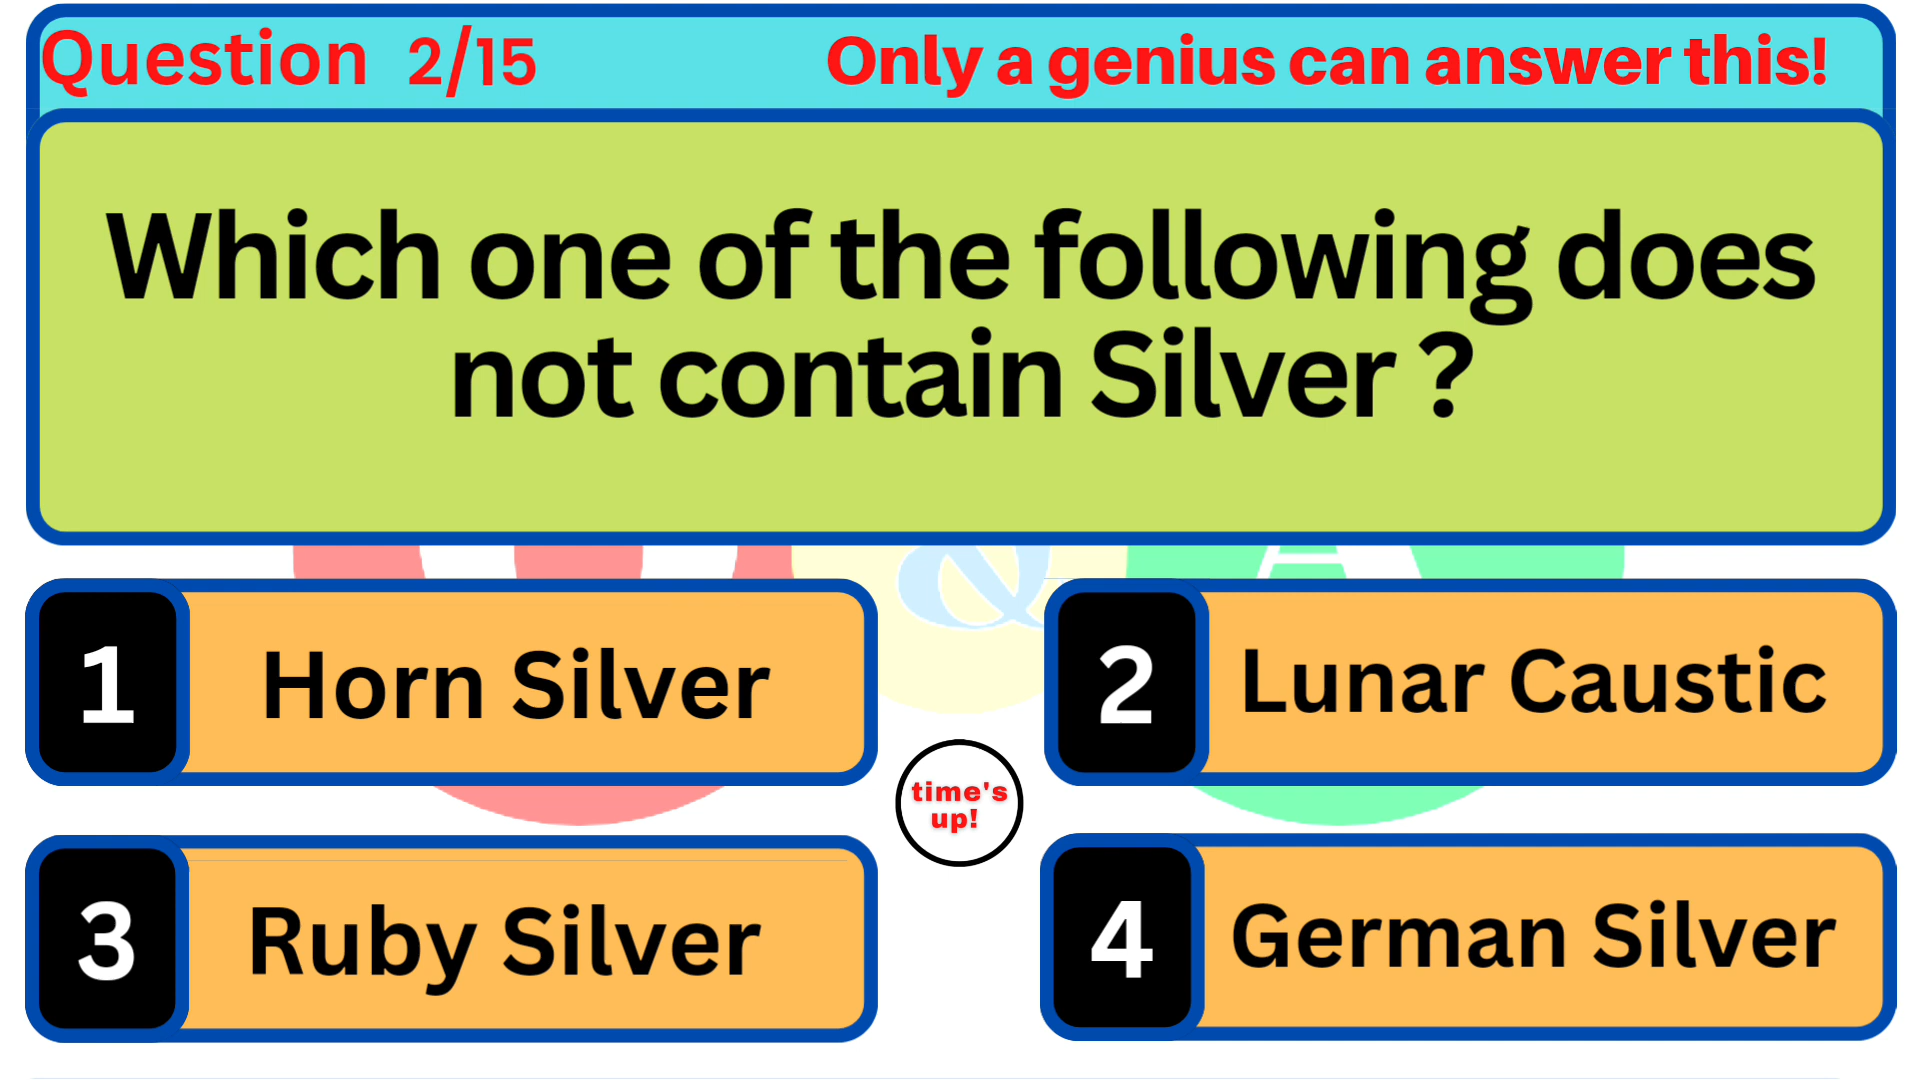 Question 2/15
Only a genius can answer this!
Which one of the following does
not contain Silver ?
&
A
1
Horn Silver
2
Lunar Caustic
time's
up!
3
Ruby Silver
4
German Silver